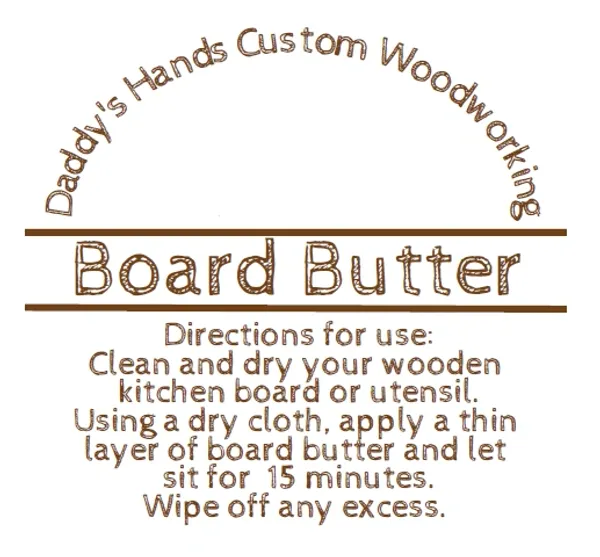 Daddy's Hands Custom Woodworking
Board Butter
Directions for use:
Clean and dry your wooden
kitchen board or utensil.
Using a dry cloth, apply a thin
layer of board butter and let
sit for 15 minutes.
Wipe off any excess.